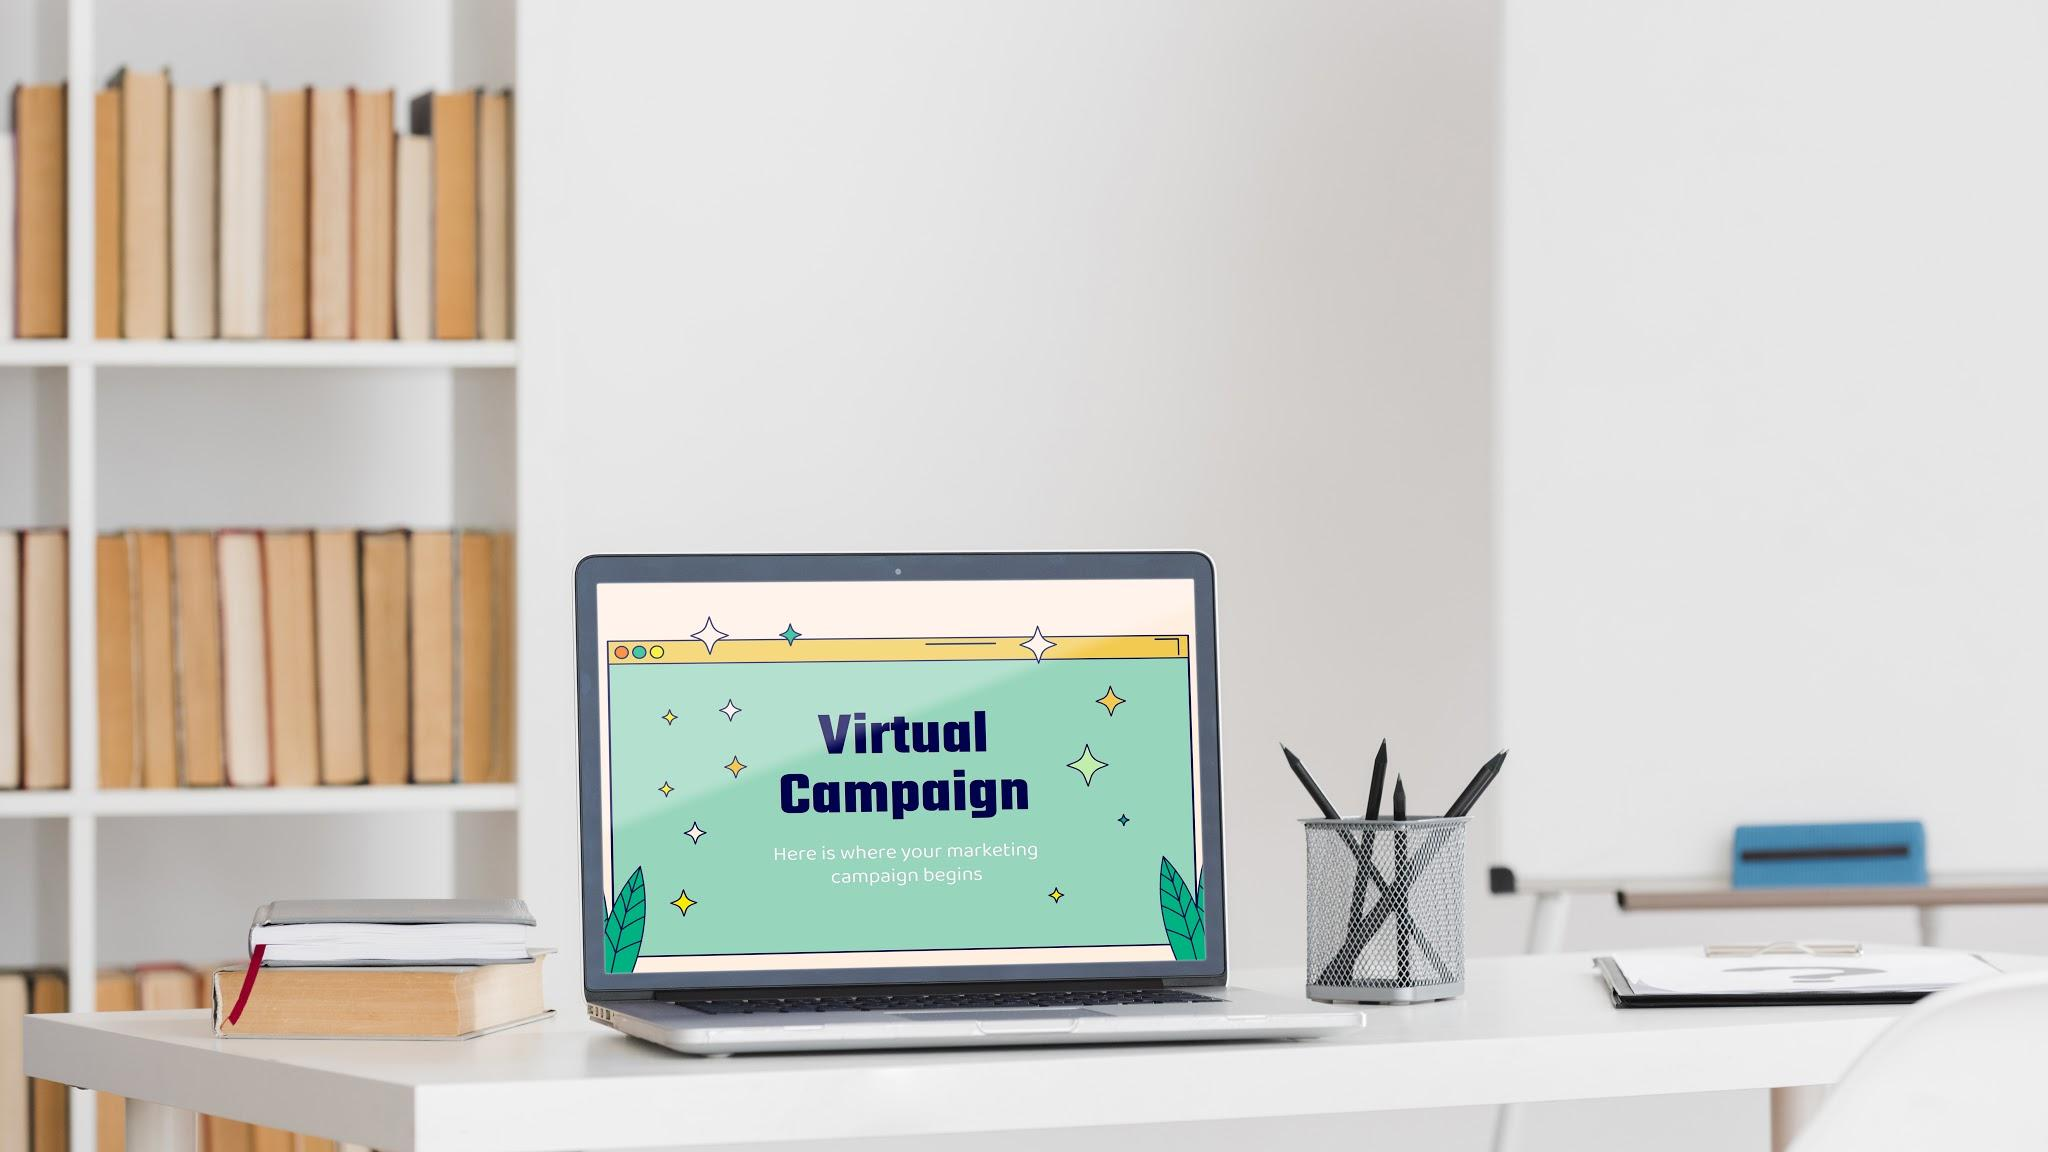 Virtual
Campaign
Here is where your marketing
campaign begins
?